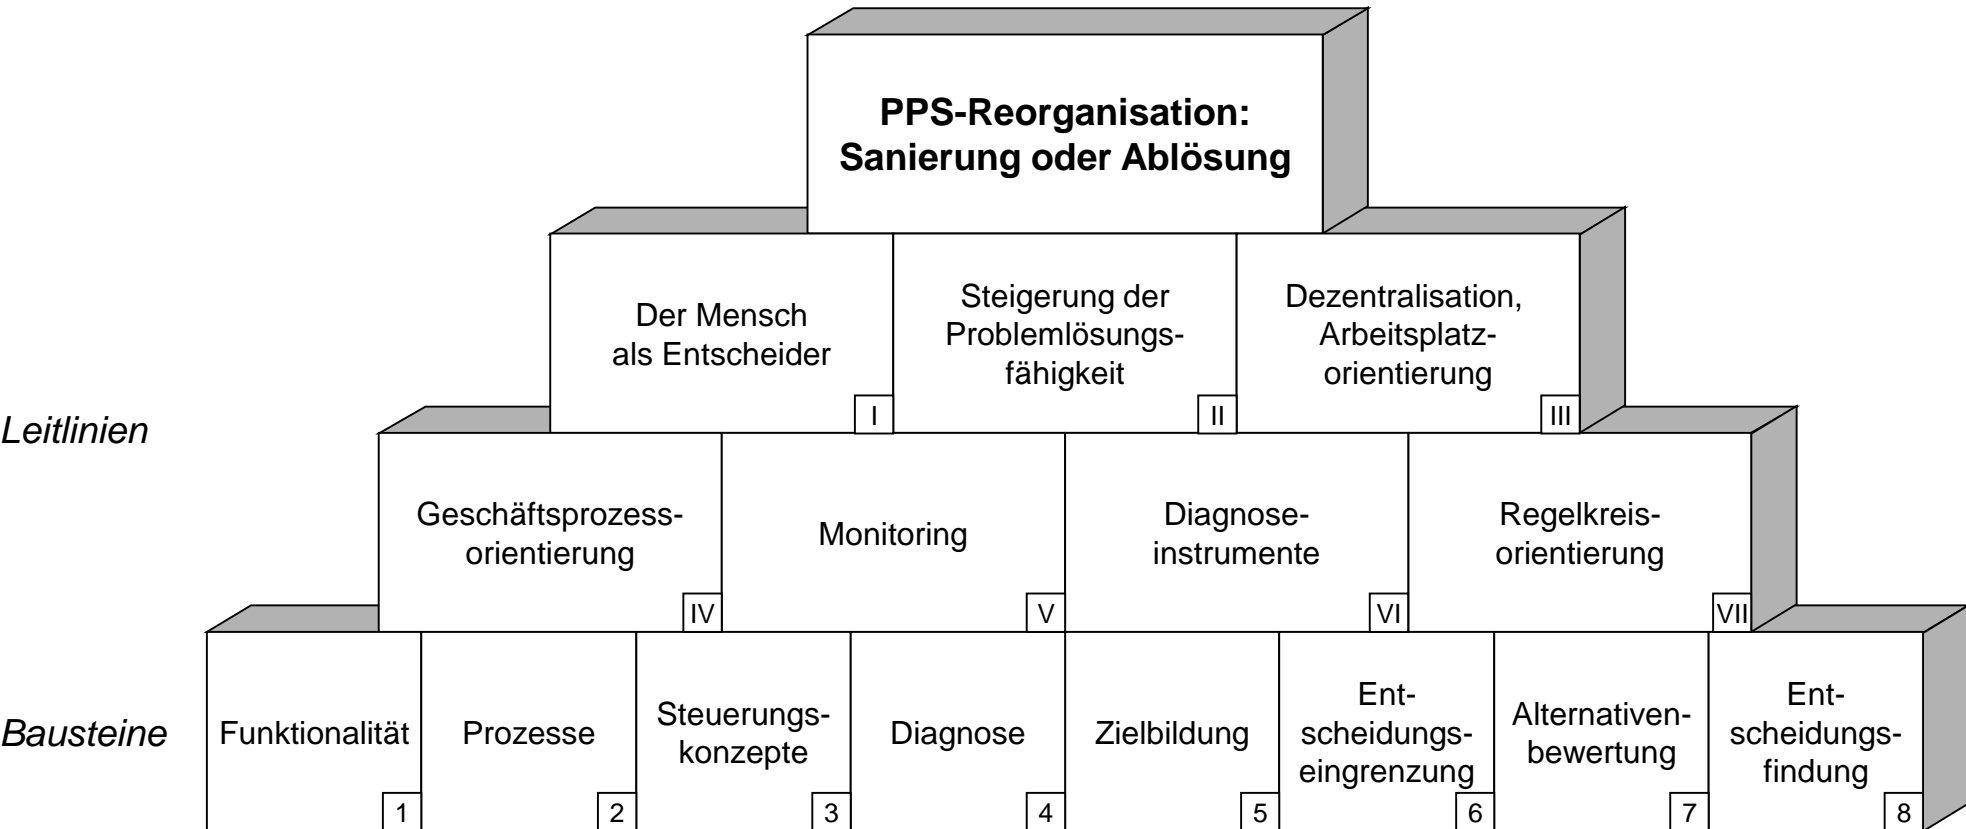 PPS-Reorganisation:
Sanierung oder Ablösung
Der Mensch
als Entscheider
I
Steigerung der
Problemlösungs-
fähigkeit
II
Dezentralisation,
Arbeitsplatz-
orientierung
III
Leitlinien
Geschäftsprozess-
orientierung
IV
Monitoring
V
Diagnose-
instrumente
VI
Regelkreis-
orientierung
VII
Bausteine
Funktionalität
1
Prozesse
2
Steuerungs-
konzepte
3
Diagnose
4
Zielbildung
5
Ent-
scheidungs-
eingrenzung
6
Alternativen-
bewertung
7
Ent-
scheidungs-
findung
8